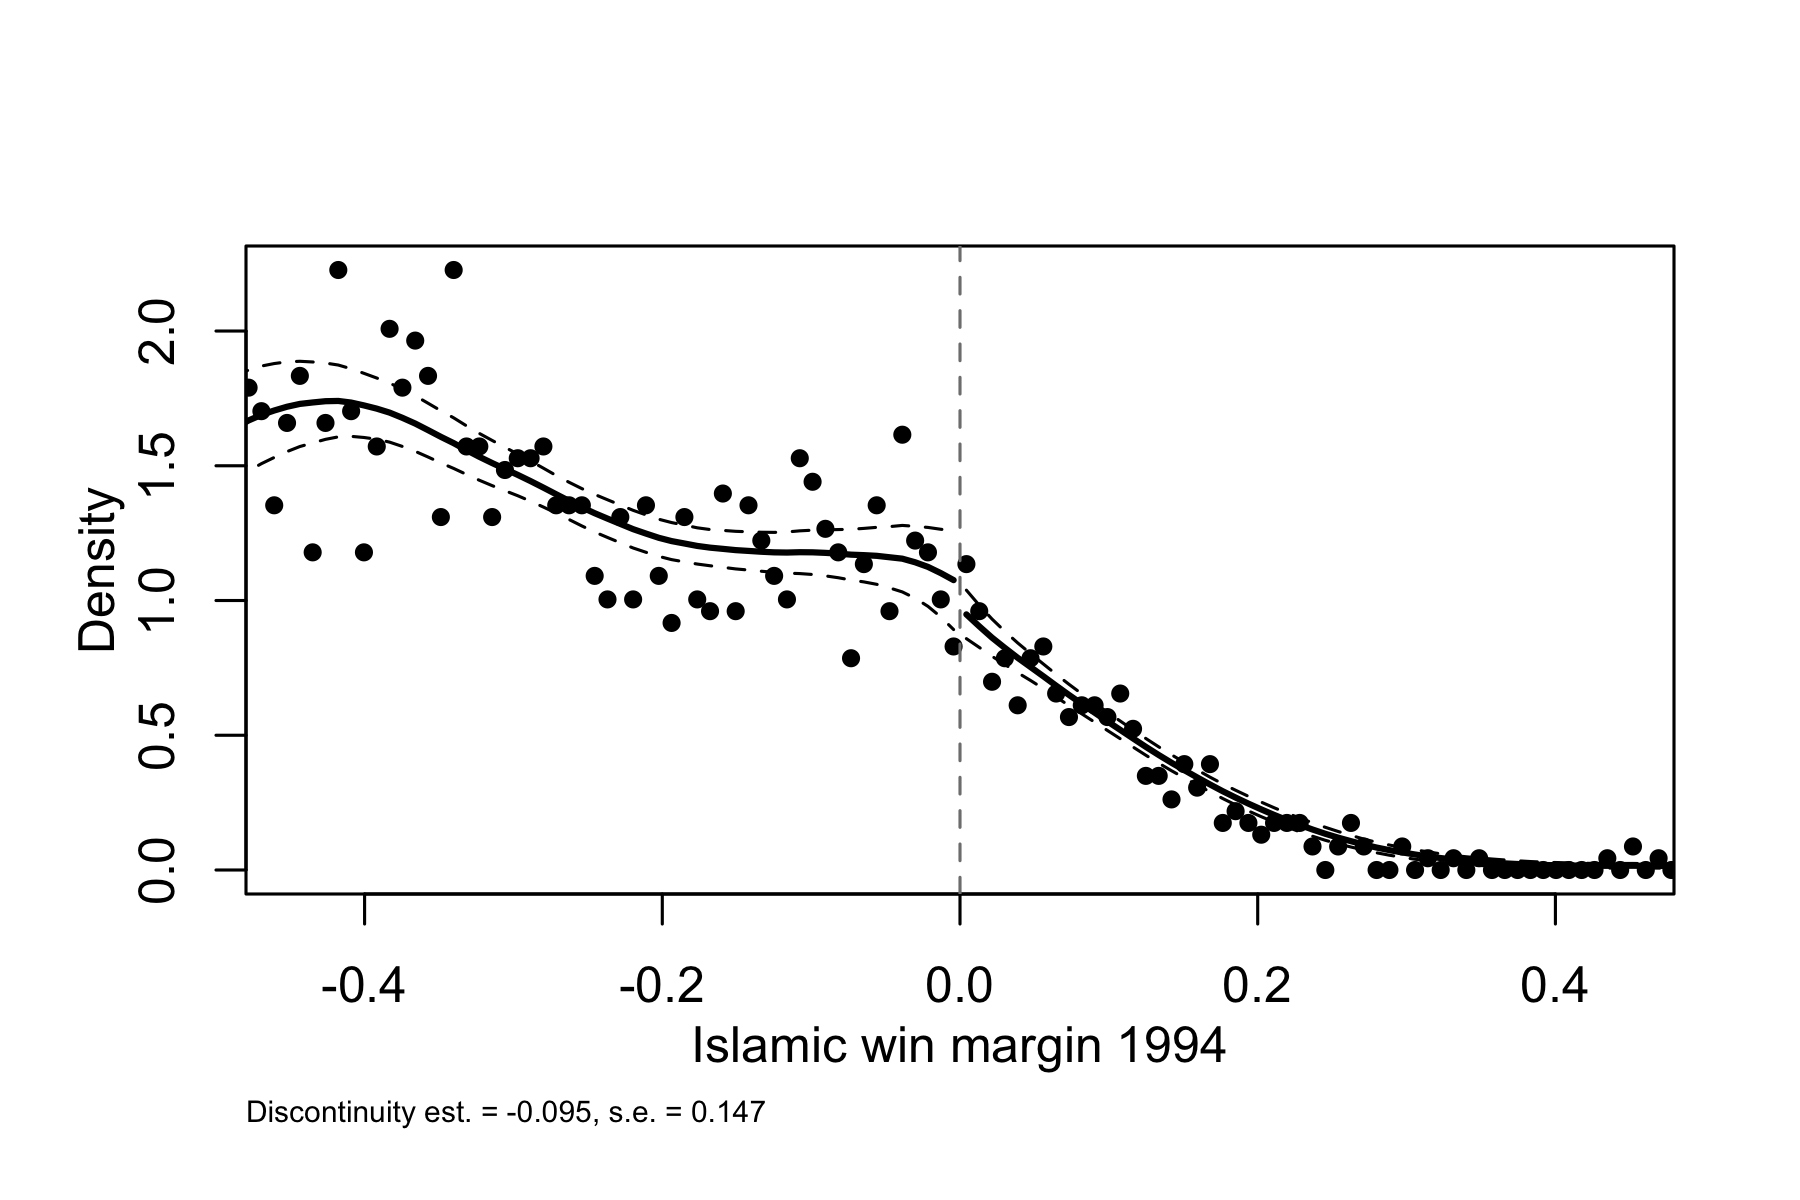 Density
2.0
1.5
1.0
0.5
0.0
-0.4 -0.2 0.0 0.2 0.4
Islamic win margin 1994
Discontinuity est. = -0.095, s.e. = 0.147